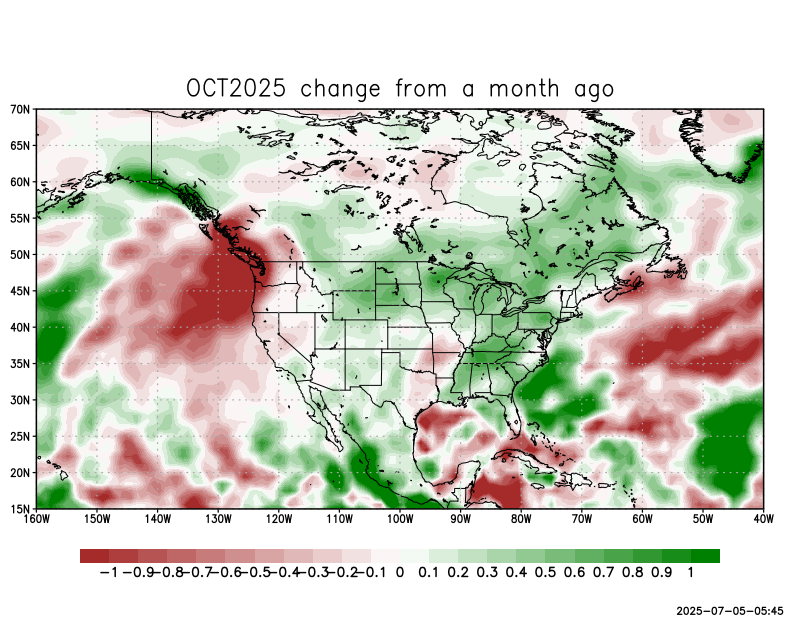 OCT2025 change from a month ago
70N
65N
60N
55N
50N
45N
40N
35N
30N
25N
20N
15N
160W 150W 140W 130W 120W 110W 100W 90W 80W 70W 60W 50W 40W
-1 -0.9 -0.8 -0.7 -0.6 -0.5 -0.4 -0.3 -0.2 -0.1 0 0.1 0.2 0.3 0.4 0.5 0.6 0.7 0.8 0.9 1
2025-07-05-05:45